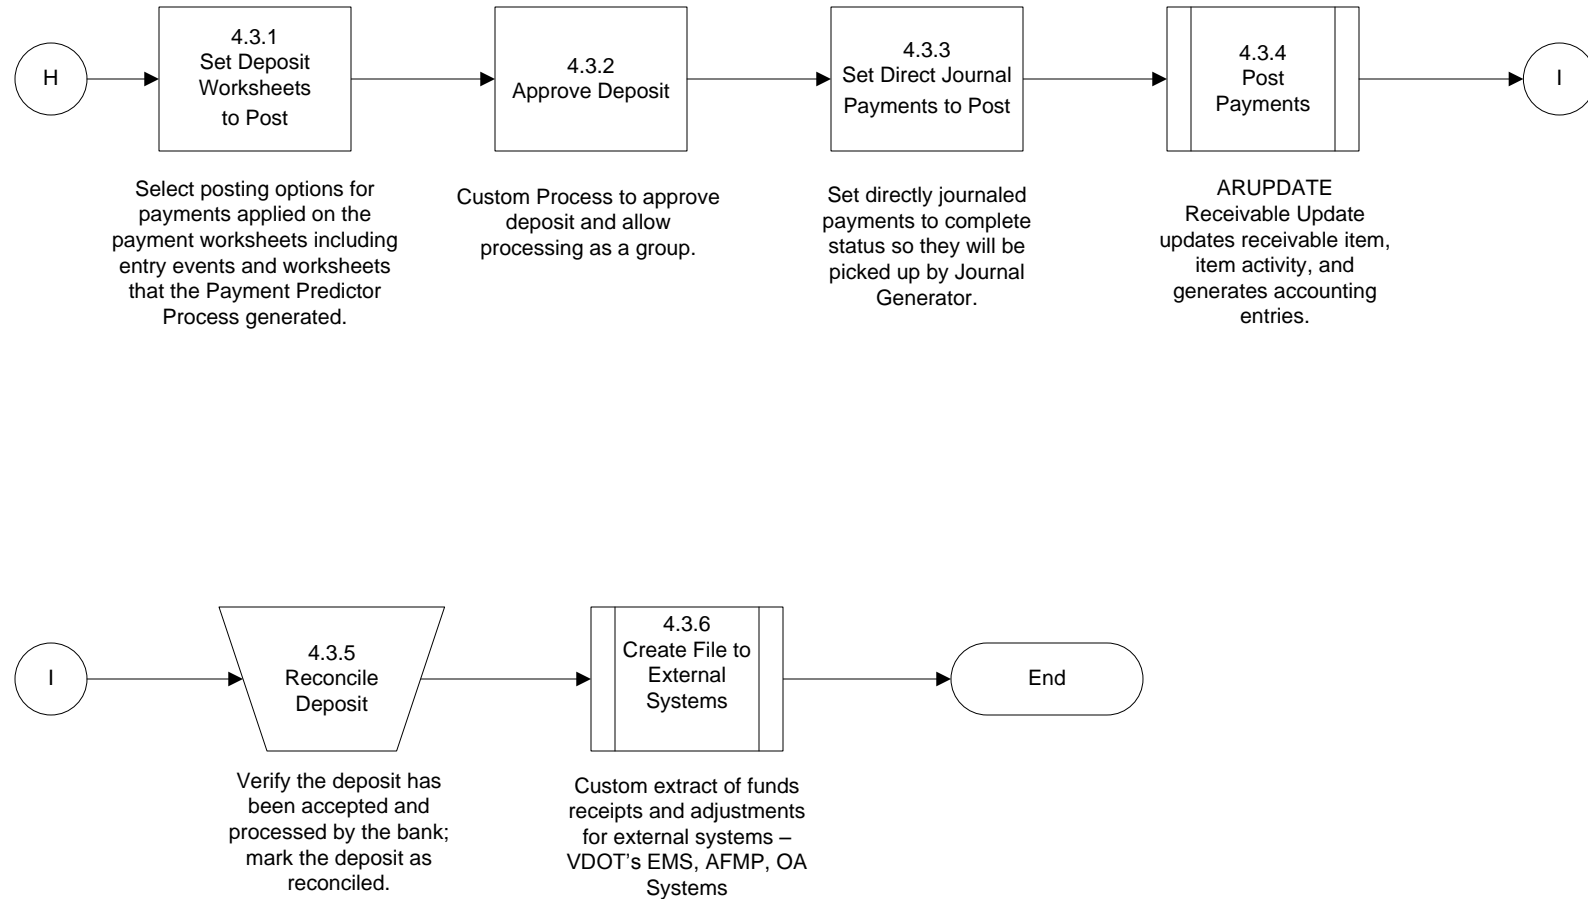 H
4.3.1
Set Deposit
Worksheets
to Post
4.3.2
Approve Deposit
4.3.3
Set Direct Journal
Payments to Post
4.3.4
Post
Payments
I
Select posting options for
payments applied on the
payment worksheets including
entry events and worksheets
that the Payment Predictor
Process generated.
Custom Process to approve
deposit and allow
processing as a group.
Set directly journaled
payments to complete
status so they will be
picked up by Journal
Generator.
ARUPDATE
Receivable Update
updates receivable item,
item activity, and
generates accounting
entries.
I
4.3.5
Reconcile
Deposit
4.3.6
Create File to
External
Systems
End
Verify the deposit has
been accepted and
processed by the bank;
mark the deposit as
reconciled.
Custom extract of funds
receipts and adjustments
for external systems –
VDOT's EMS, AFMP, OA
Systems